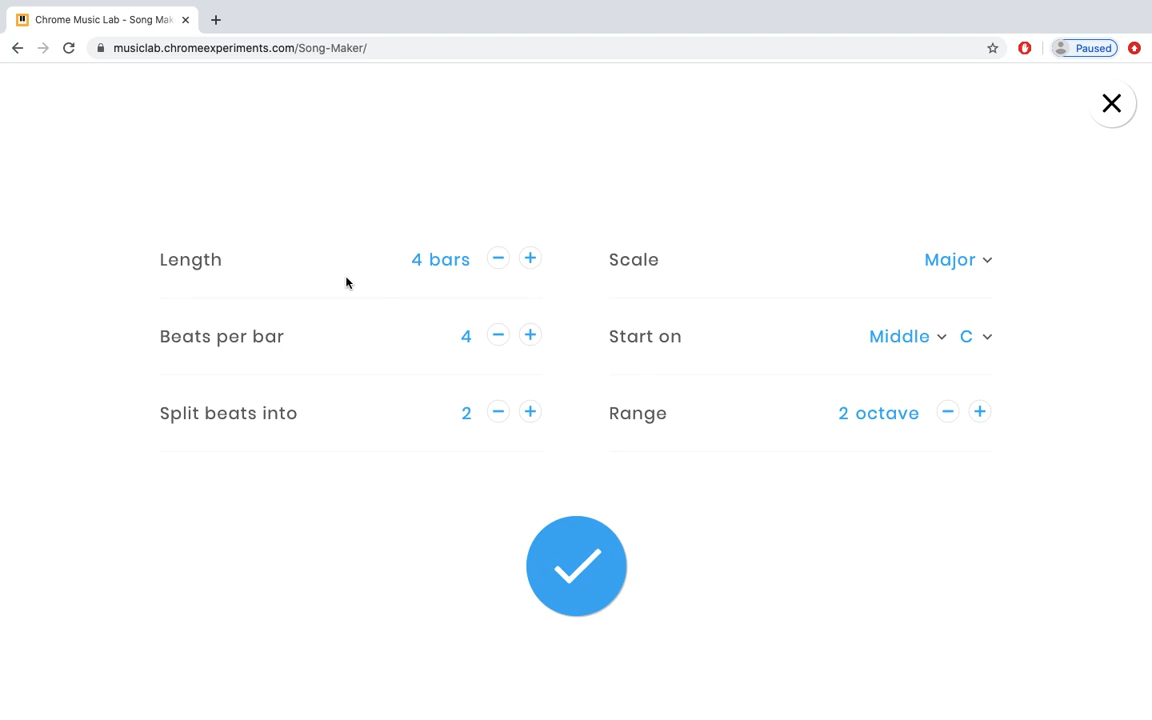 Chrome Music Lab - Song Mak
musiclab.chromeexperiments.com/Song-Maker/
Paused
Length 4 bars
Scale Major
Beats per bar 4
Start on Middle C
Split beats into 2
Range 2 octave